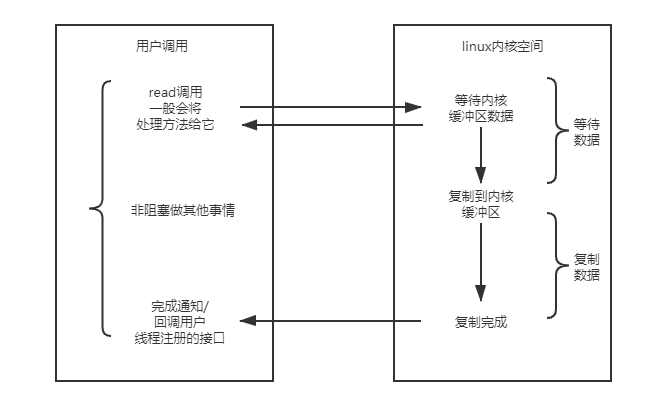 用户调用
read调用
一般会将
处理方法给它
非阻塞做其他事情
完成通知/
回调用户
线程注册的接口
linux内核空间
等待内核
缓冲区数据
复制到内核
缓冲区
复制完成
等待
数据
复制
数据